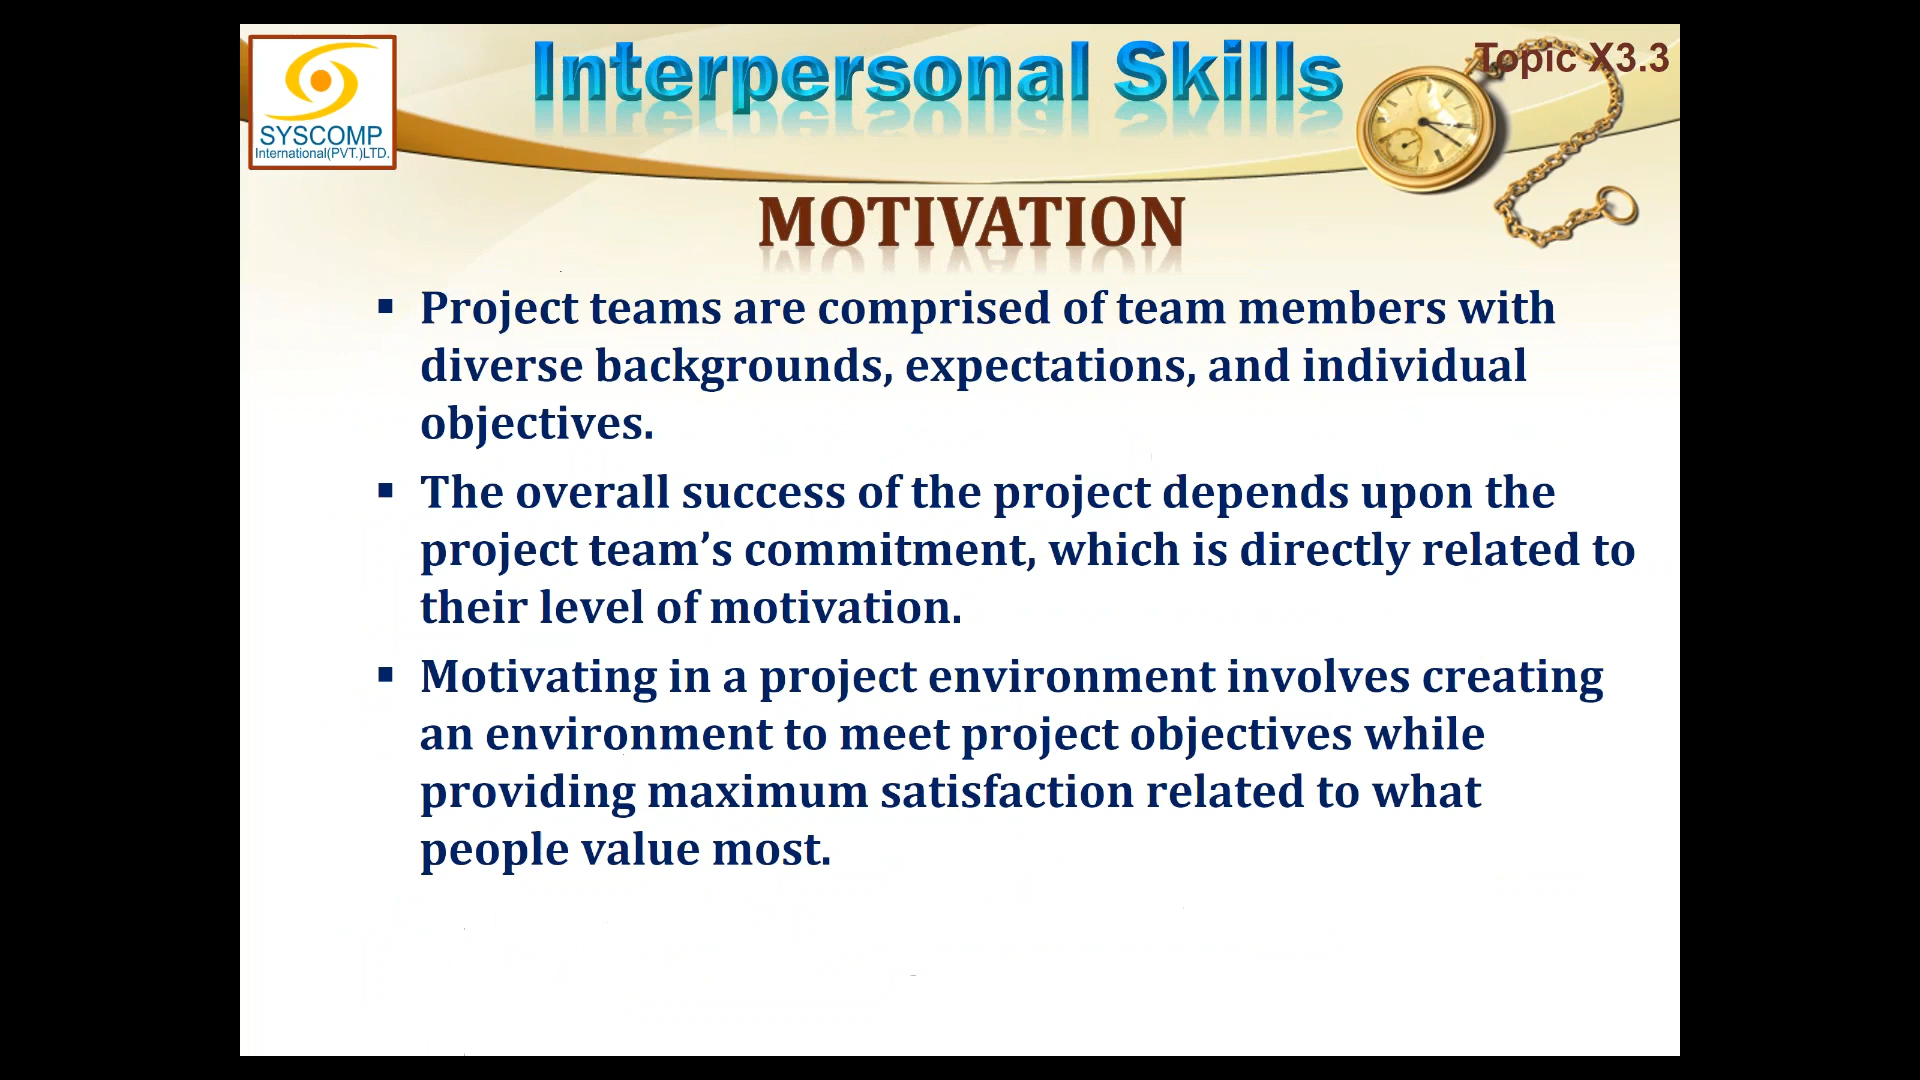 Interpersonal Skills
Topic X3.3
SYSCOMP
International(PVT.)LTD.
MOTIVATION
▪ Project teams are comprised of team members with
diverse backgrounds, expectations, and individual
objectives.
▪ The overall success of the project depends upon the
project team’s commitment, which is directly related to
their level of motivation.
▪ Motivating in a project environment involves creating
an environment to meet project objectives while
providing maximum satisfaction related to what
people value most.